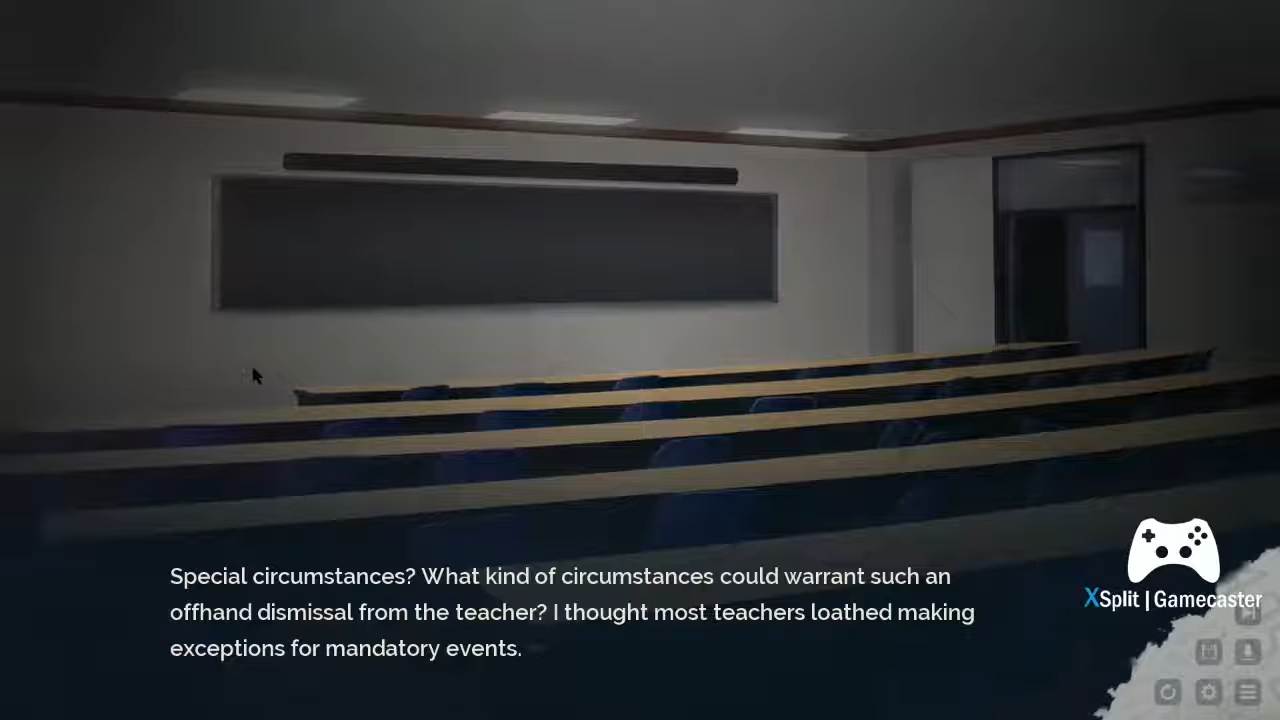 Special circumstances? What kind of circumstances could warrant such an
offhand dismissal from the teacher? I thought most teachers loathed making
exceptions for mandatory events.
XSplit | Gamecaster